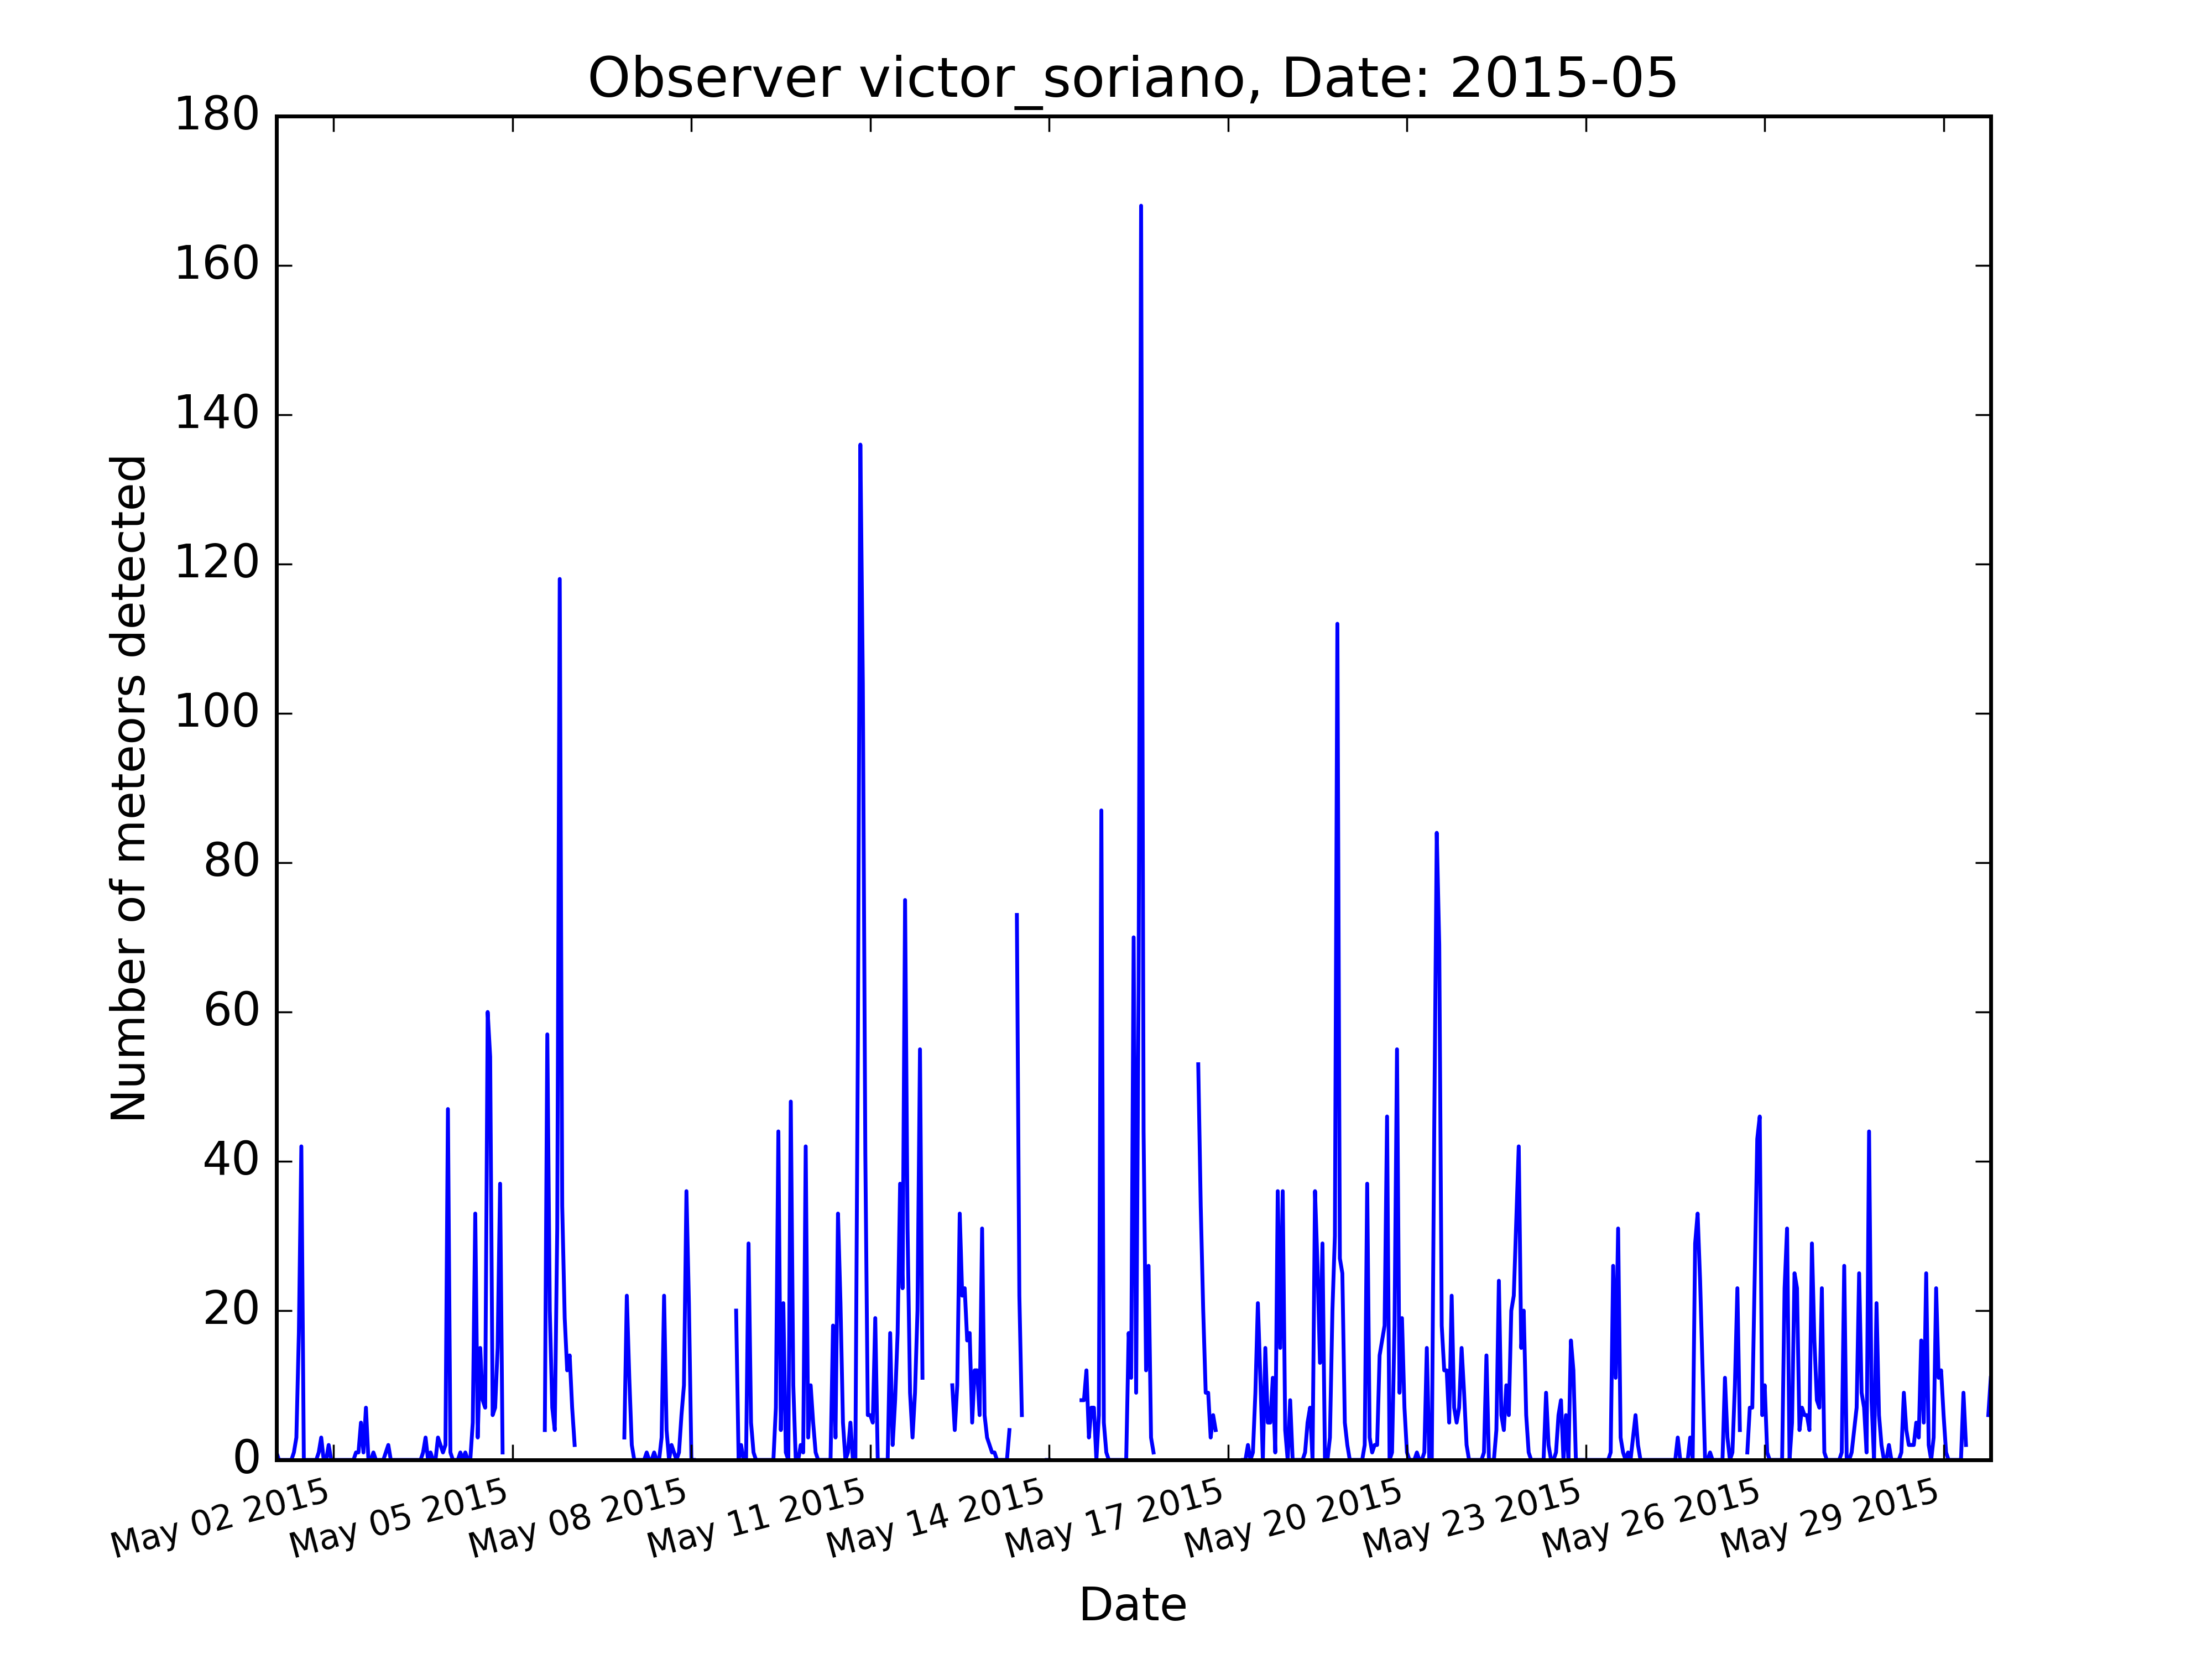 Observer victor_soriano, Date: 2015-05
180
160
140
120
100
80
60
40
20
0
Number of meteors detected
May 02 2015
May 05 2015
May 08 2015
May 11 2015
May 14 2015
May 17 2015
May 20 2015
May 23 2015
May 26 2015
May 29 2015
Date